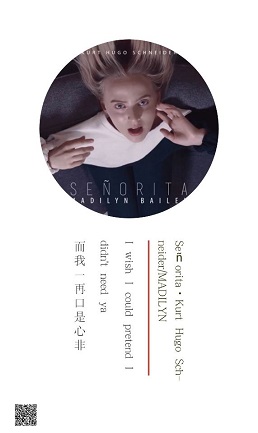 KURT HUGO SCHNEIDER
SEÑORITA
MADILYN BAILEY
Señorita·Kurt Hugo Sch-
neider/MADILYN
I wish I could pretend I
didn't need ya
而我一再口是心非